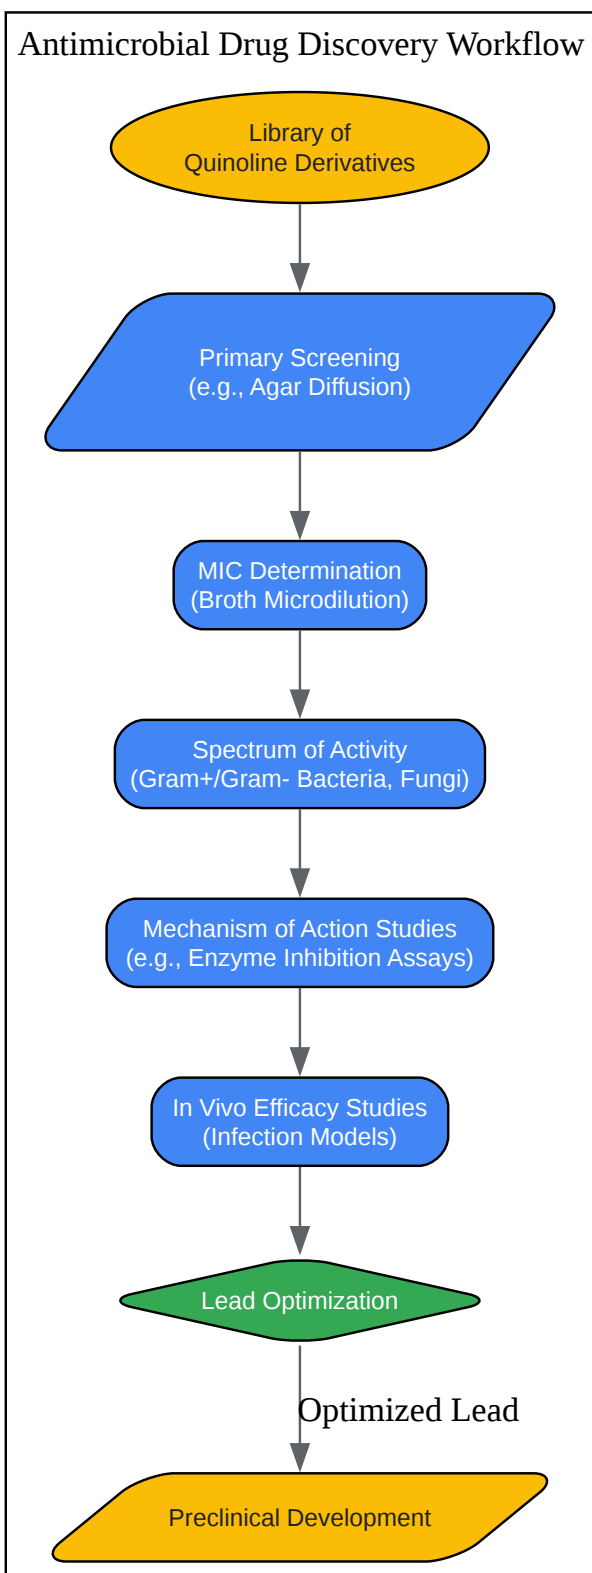 Antimicrobial Drug Discovery Workflow
Library of
Quinoline Derivatives
Primary Screening
(e.g., Agar Diffusion)
MIC Determination
(Broth Microdilution)
Spectrum of Activity
(Gram+/Gram- Bacteria, Fungi)
Mechanism of Action Studies
(e.g., Enzyme Inhibition Assays)
In Vivo Efficacy Studies
(Infection Models)
Lead Optimization
Optimized Lead
Preclinical Development